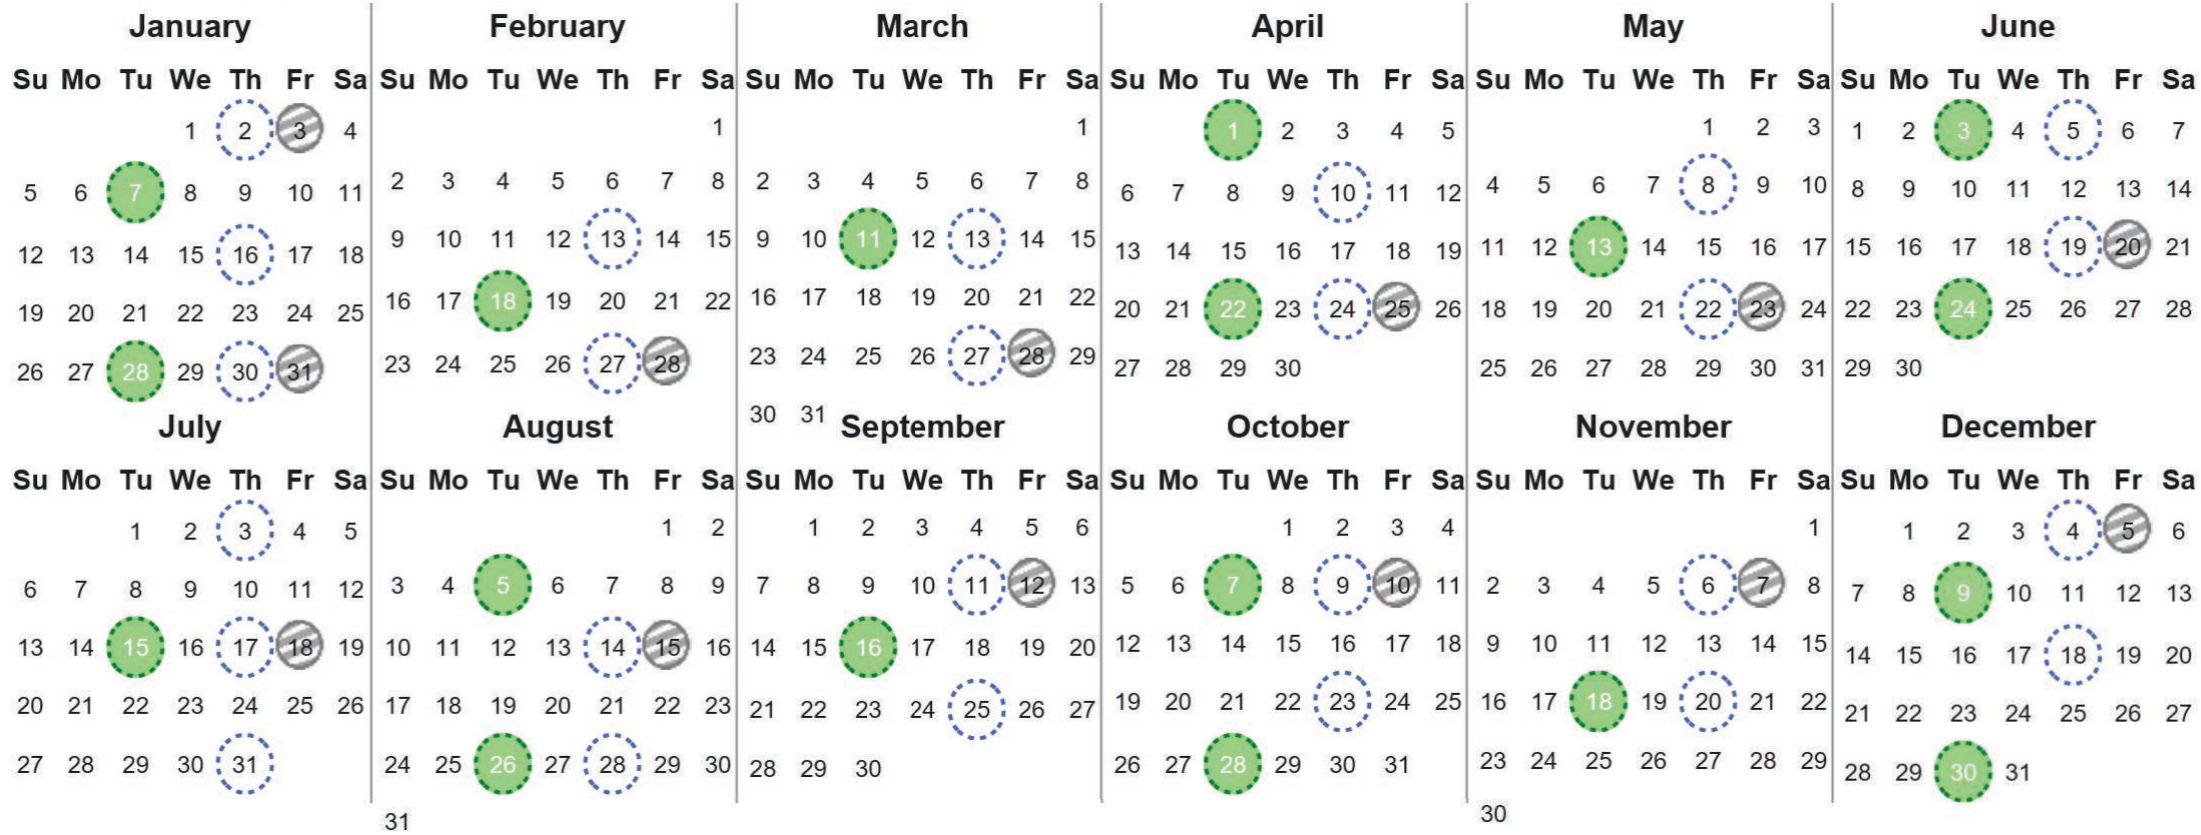 January
Su Mo Tu We Th Fr Sa
1 2 3 4
5 6 7 8 9 10 11
12 13 14 15 16 17 18
19 20 21 22 23 24 25
26 27 28 29 30 31
February
Su Mo Tu We Th Fr Sa
1
2 3 4 5 6 7 8
9 10 11 12 13 14 15
16 17 18 19 20 21 22
23 24 25 26 27 28
March
Su Mo Tu We Th Fr Sa
1
2 3 4 5 6 7 8
9 10 11 12 13 14 15
16 17 18 19 20 21 22
23 24 25 26 27 28 29
30 31
April
Su Mo Tu We Th Fr Sa
1 2 3 4 5
6 7 8 9 10 11 12
13 14 15 16 17 18 19
20 21 22 23 24 25 26
27 28 29 30
May
Su Mo Tu We Th Fr Sa
1 2 3
4 5 6 7 8 9 10
11 12 13 14 15 16 17
18 19 20 21 22 23 24
25 26 27 28 29 30 31
June
Su Mo Tu We Th Fr Sa
1 2 3 4 5 6 7
8 9 10 11 12 13 14
15 16 17 18 19 20 21
22 23 24 25 26 27 28
29 30
July
Su Mo Tu We Th Fr Sa
1 2 3 4 5
6 7 8 9 10 11 12
13 14 15 16 17 18 19
20 21 22 23 24 25 26
27 28 29 30 31
August
Su Mo Tu We Th Fr Sa
1 2
3 4 5 6 7 8 9
10 11 12 13 14 15 16
17 18 19 20 21 22 23
24 25 26 27 28 29 30
31
September
Su Mo Tu We Th Fr Sa
1 2 3 4 5 6
7 8 9 10 11 12 13
14 15 16 17 18 19 20
21 22 23 24 25 26 27
28 29 30
October
Su Mo Tu We Th Fr Sa
1 2 3 4
5 6 7 8 9 10 11
12 13 14 15 16 17 18
19 20 21 22 23 24 25
26 27 28 29 30 31
November
Su Mo Tu We Th Fr Sa
1
2 3 4 5 6 7 8
9 10 11 12 13 14 15
16 17 18 19 20 21 22
23 24 25 26 27 28 29
30
December
Su Mo Tu We Th Fr Sa
1 2 3 4 5 6
7 8 9 10 11 12 13
14 15 16 17 18 19 20
21 22 23 24 25 26 27
28 29 30 31